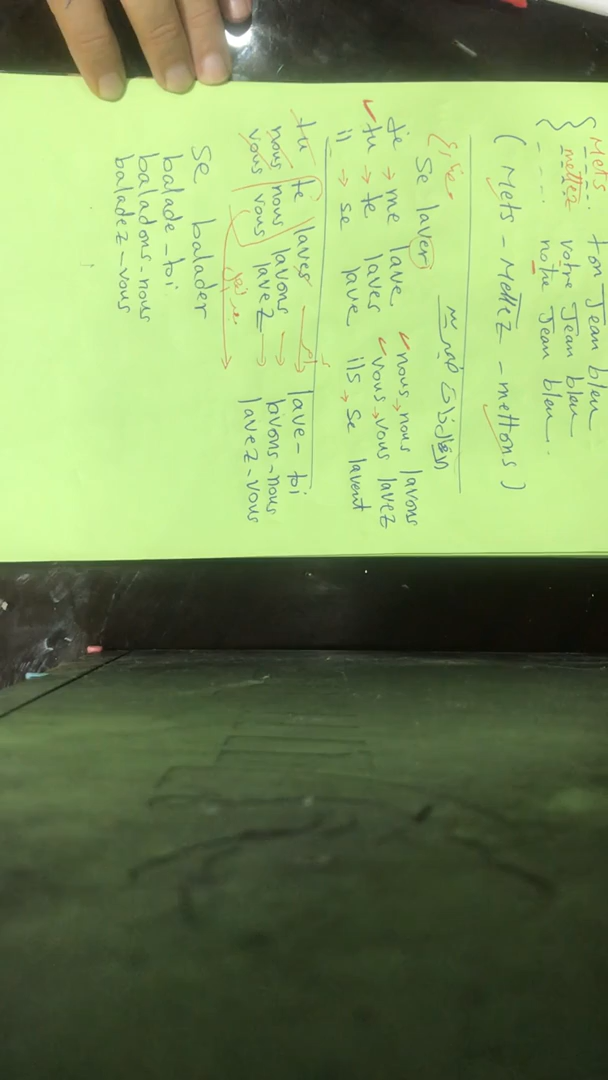 Mets ton Jean bleu
mettez votre Jean bleu
notre Jean bleu.
( Mets - Mettez - mettons )
Se laver
je → me lave
nous → nous lavons
tu → te laves
vous → vous lavez
il → se lave
ils → se lavent
tu te laves → lave - toi
nous nous lavons → lavons - nous
vous vous lavez → lavez - vous
Se balader
balade - toi
baladons - nous
baladez - vous